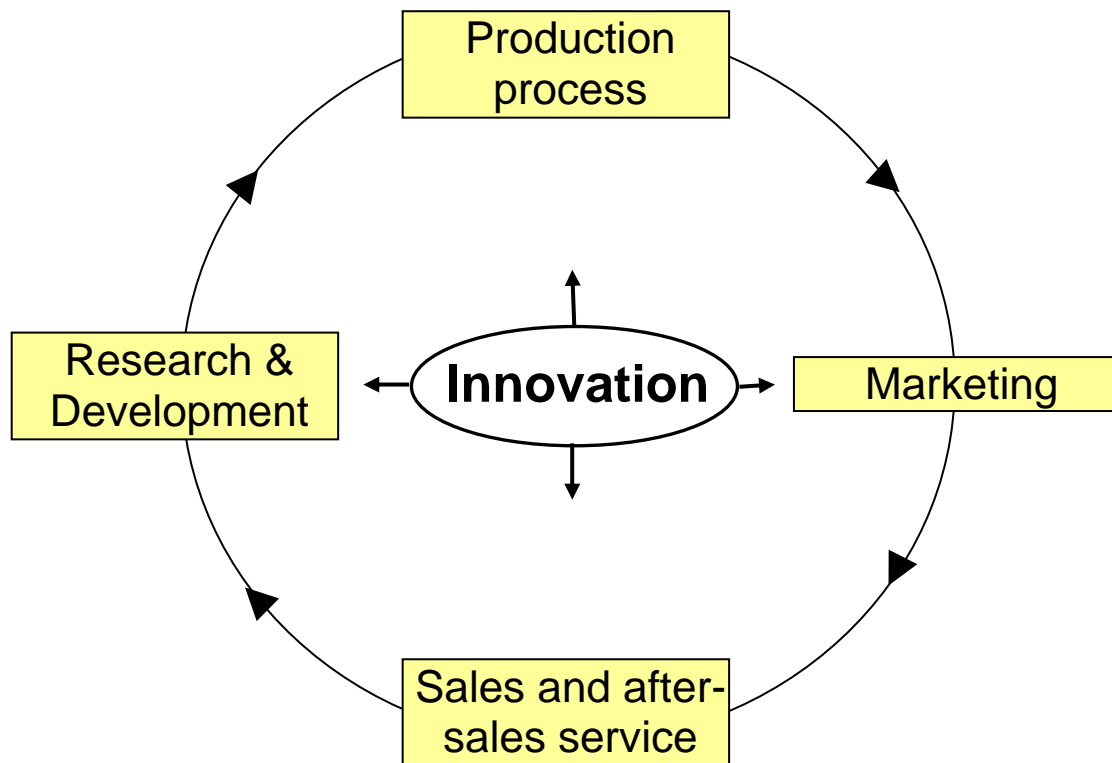 Production
process
Research &
Development
Innovation
Marketing
Sales and after-
sales service